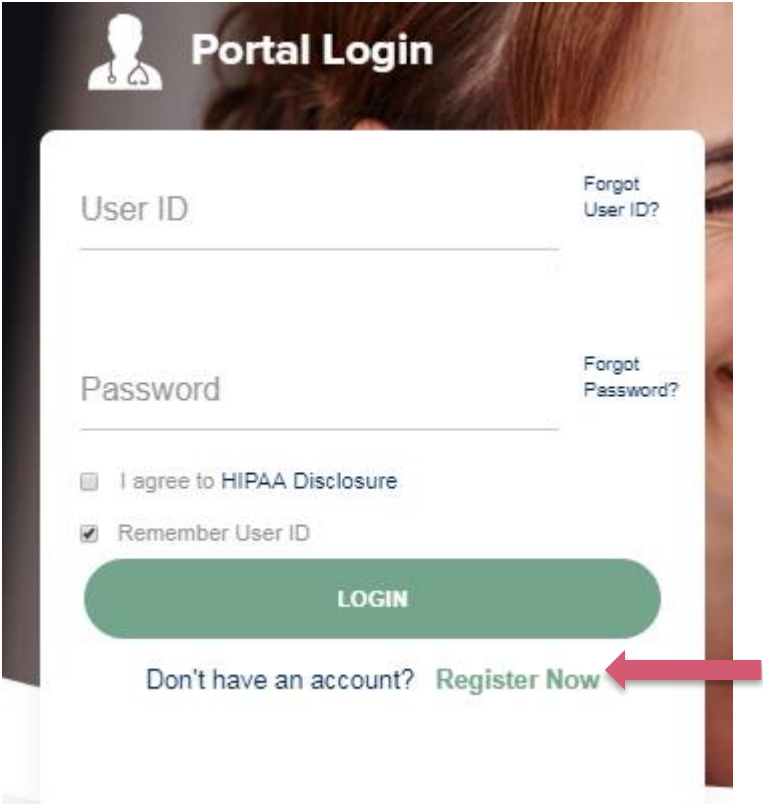 Portal Login
User ID
Forgot
User ID?
Password
Forgot
Password?
I agree to HIPAA Disclosure
Remember User ID
LOGIN
Don't have an account? Register Now